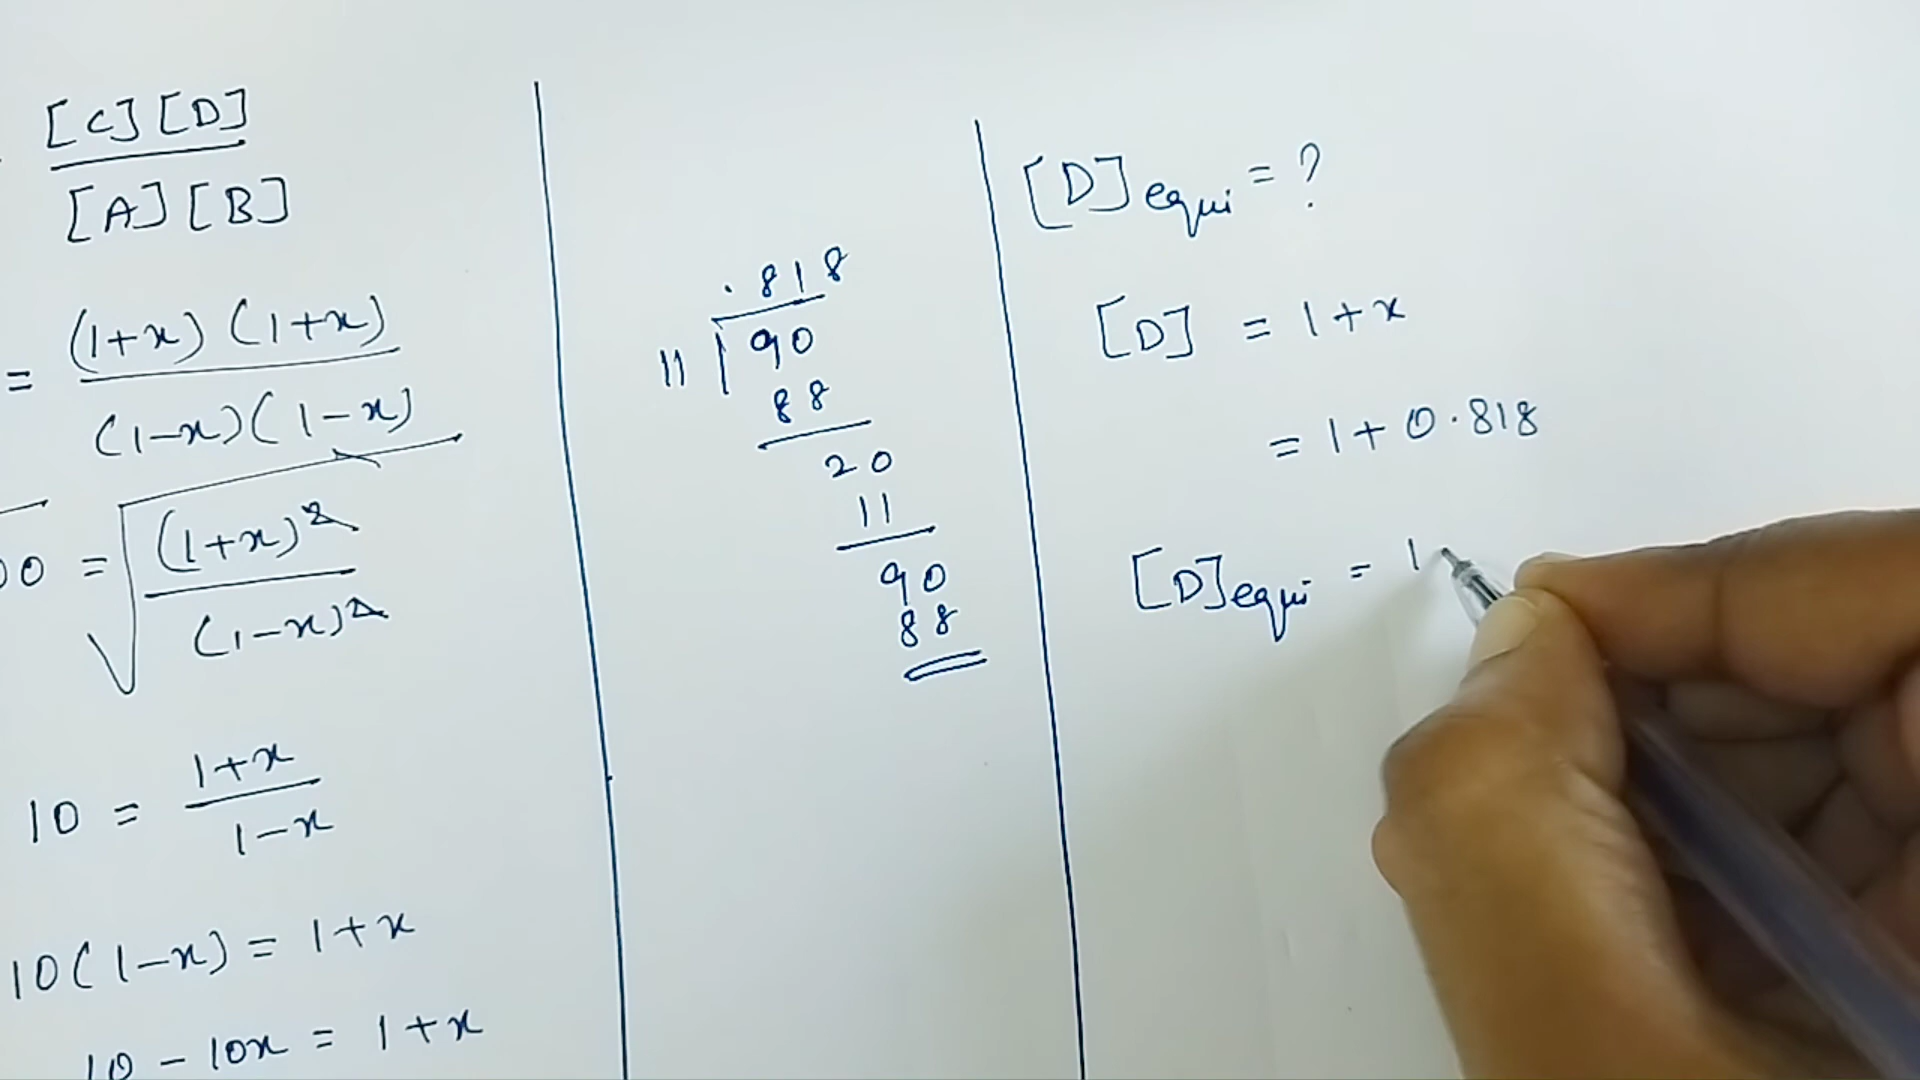 [C][D]
[A][B]
= (1+x) (1+x)
(1-x)(1-x)
00 = √(1+x)²
(1-x)²
10 = 1+x
1-x
10(1-x) = 1+x
10 - 10x = 1+x
.818
11 90
88
20
11
90
88
[D]equi = ?
[D] = 1+x
= 1+0.818
[D]equi = 1